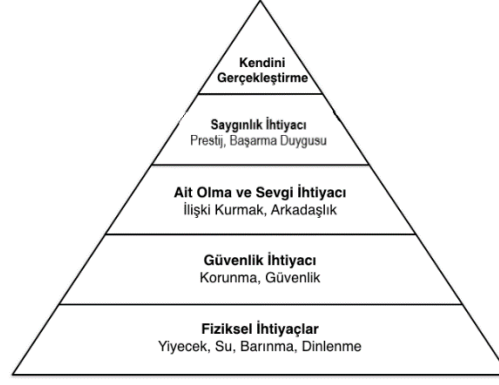 Kendini
Gerçekleştirme
Saygınlık İhtiyacı
Prestij, Başarma Duygusu
Ait Olma ve Sevgi İhtiyacı
İlişki Kurmak, Arkadaşlık
Güvenlik İhtiyacı
Korunma, Güvenlik
Fiziksel İhtiyaçlar
Yiyecek, Su, Barınma, Dinlenme